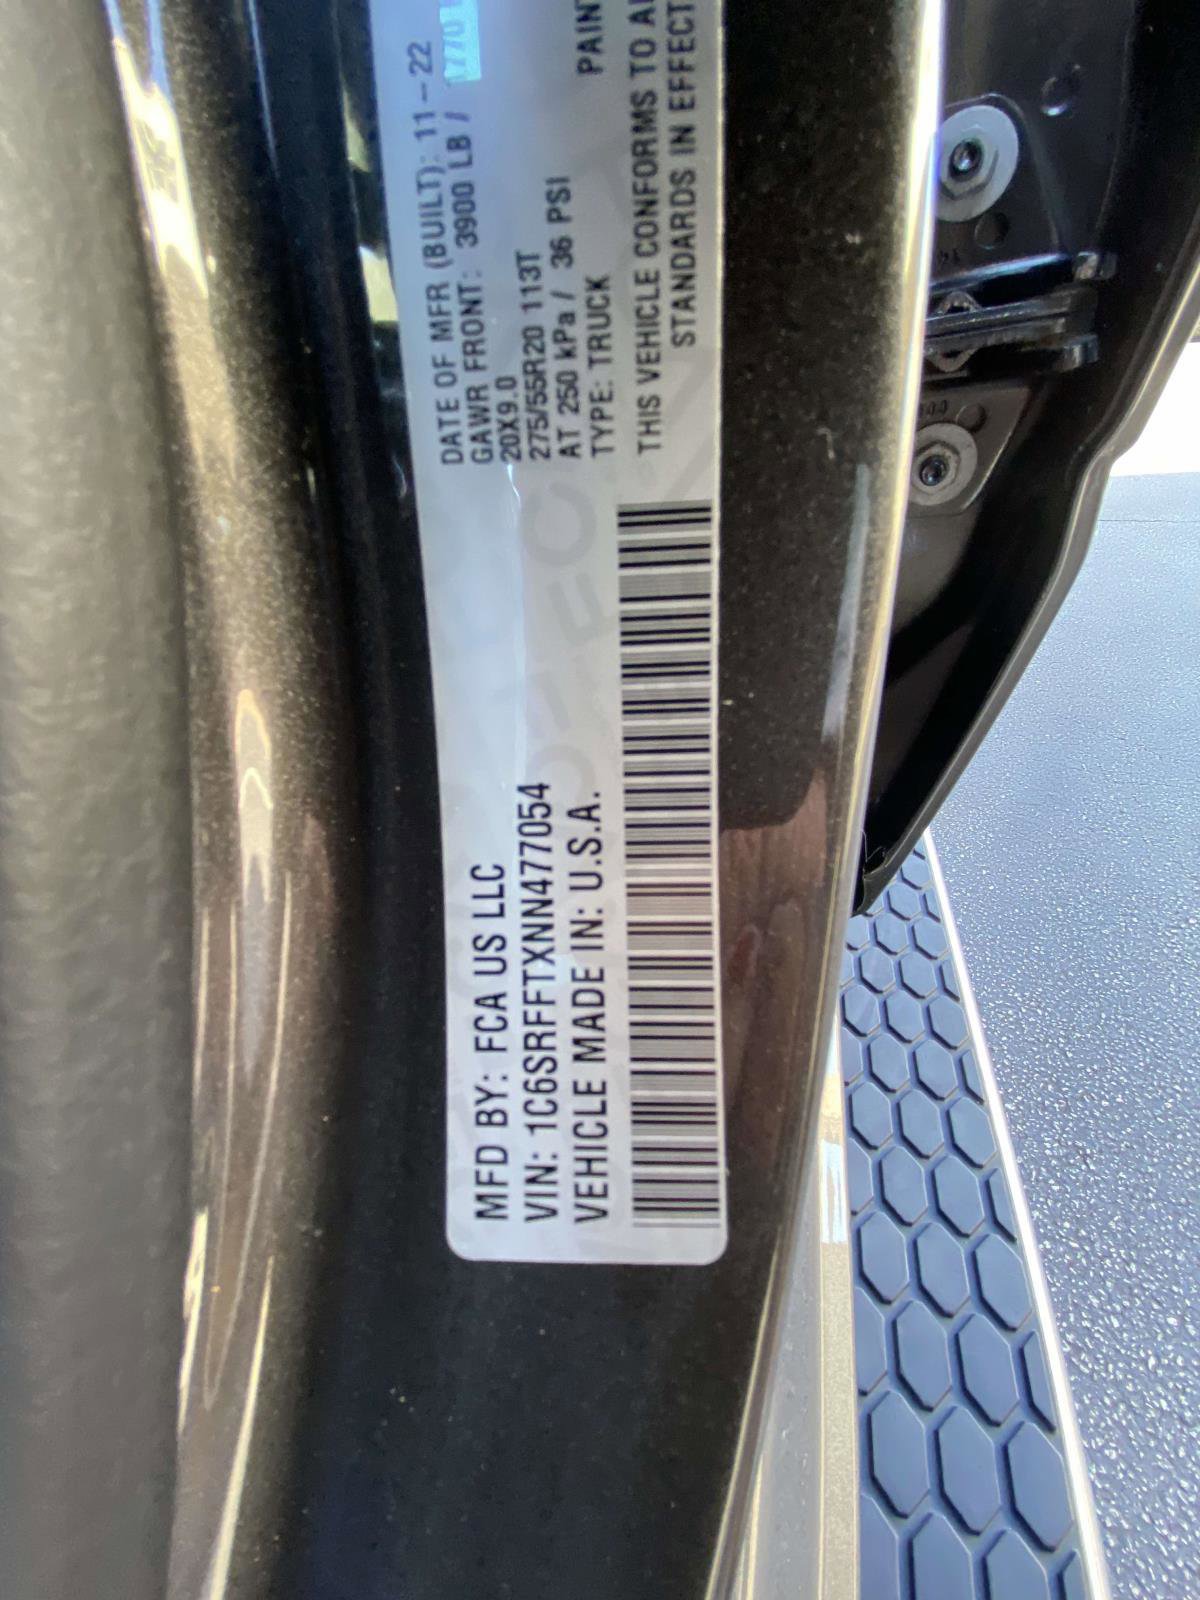 MFD BY: FCA US LLC
VIN: 1C6SRFFTXNN477054
VEHICLE MADE IN: U.S.A.
DATE OF MFR (BUILT): 11-22
GAWR FRONT: 3900 LB / 1770
20X9.0
275/55R20 113T
AT 250 kPa / 36 PSI
TYPE: TRUCK PAINT
THIS VEHICLE CONFORMS TO
STANDARDS IN EFFECT